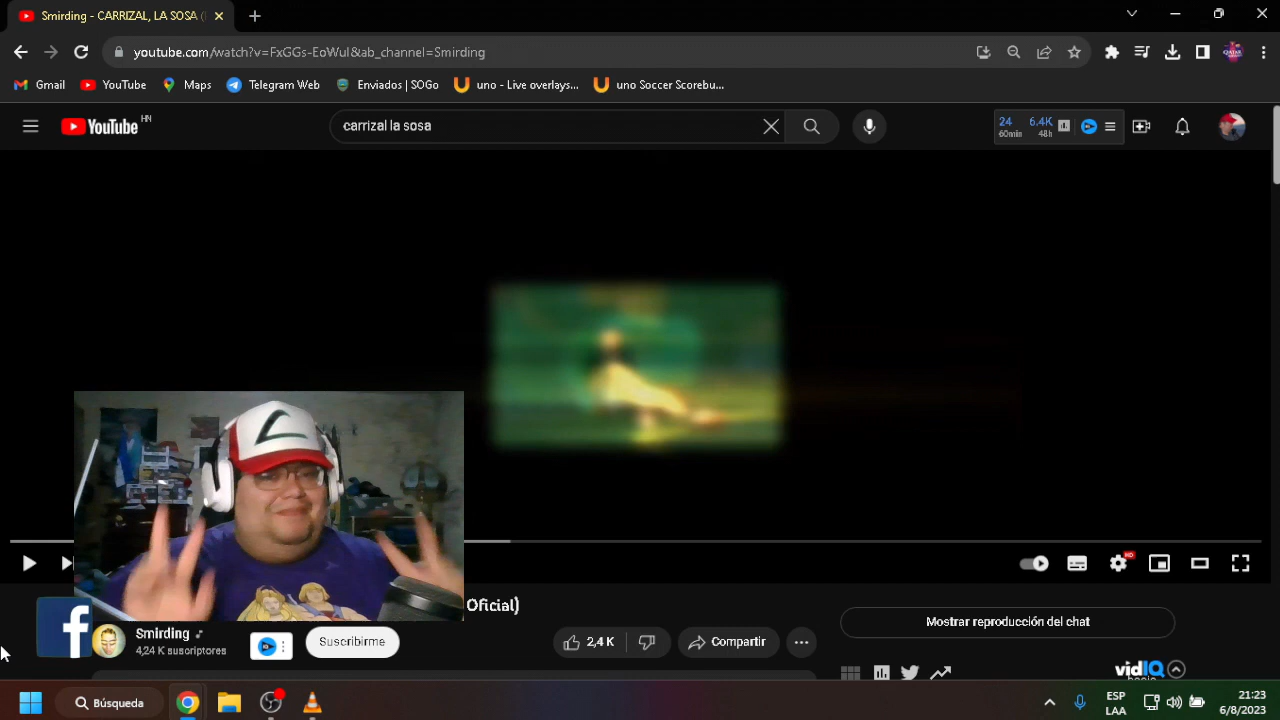 Smirding - CARRIZAL, LA SOSA (
youtube.com/watch?v=FxGGs-EoWuI&ab_channel=Smirding
Gmail
YouTube
Maps
Telegram Web
Enviados | SOGo
uno - Live overlays...
uno Soccer Scorebu...
YouTube HN
carrizal la sosa
24 6.4K
60min 48h
HD
Oficial)
Smirding
4,24 K suscriptores
Suscribirme
2,4 K
Compartir
Mostrar reproducción del chat
vidIQ
Búsqueda
ESP
LAA
21:23
6/8/2023